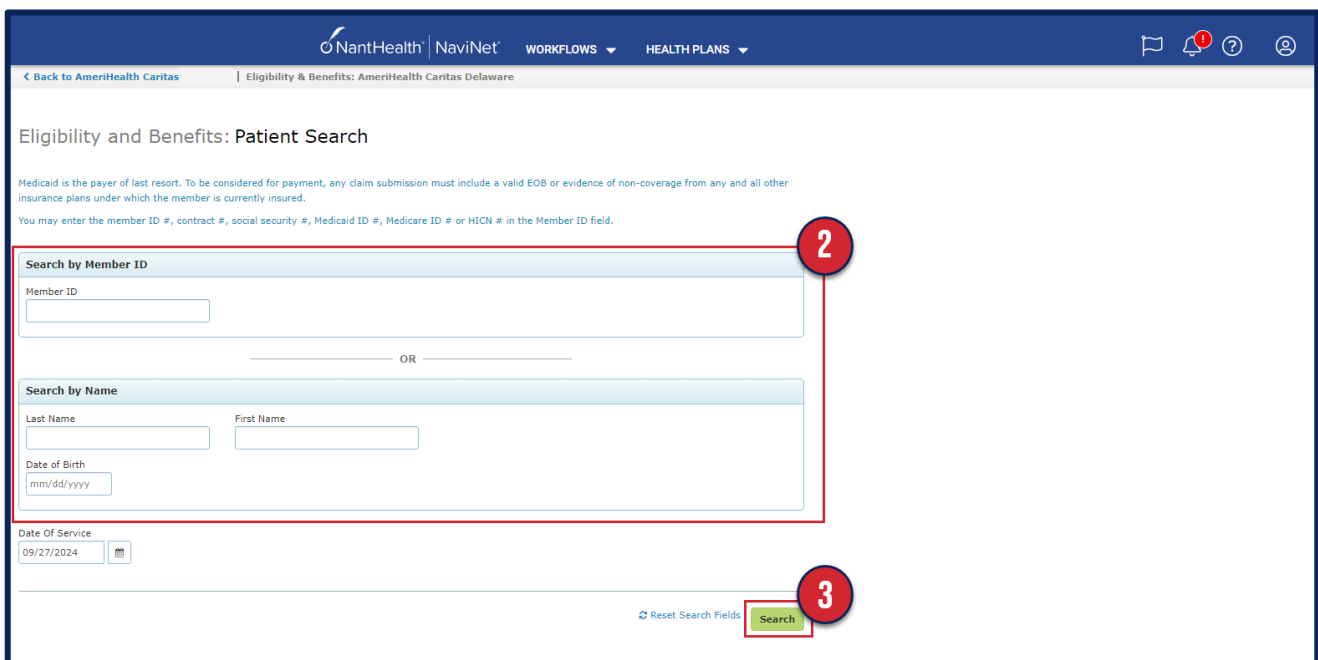 NantHealth® | NaviNet® WORKFLOWS HEALTH PLANS !
Back to AmeriHealth Caritas | Eligibility & Benefits: AmeriHealth Caritas Delaware
Eligibility and Benefits: Patient Search
Medicaid is the payer of last resort. To be considered for payment, any claim submission must include a valid EOB or evidence of non-coverage from any and all other
insurance plans under which the member is currently insured.
You may enter the member ID #, contract #, social security #, Medicaid ID #, Medicare ID # or HICN # in the Member ID field.
2
Search by Member ID
Member ID
OR
Search by Name
Last Name First Name
Date of Birth
mm/dd/yyyy
Date Of Service
09/27/2024
3
Reset Search Fields Search